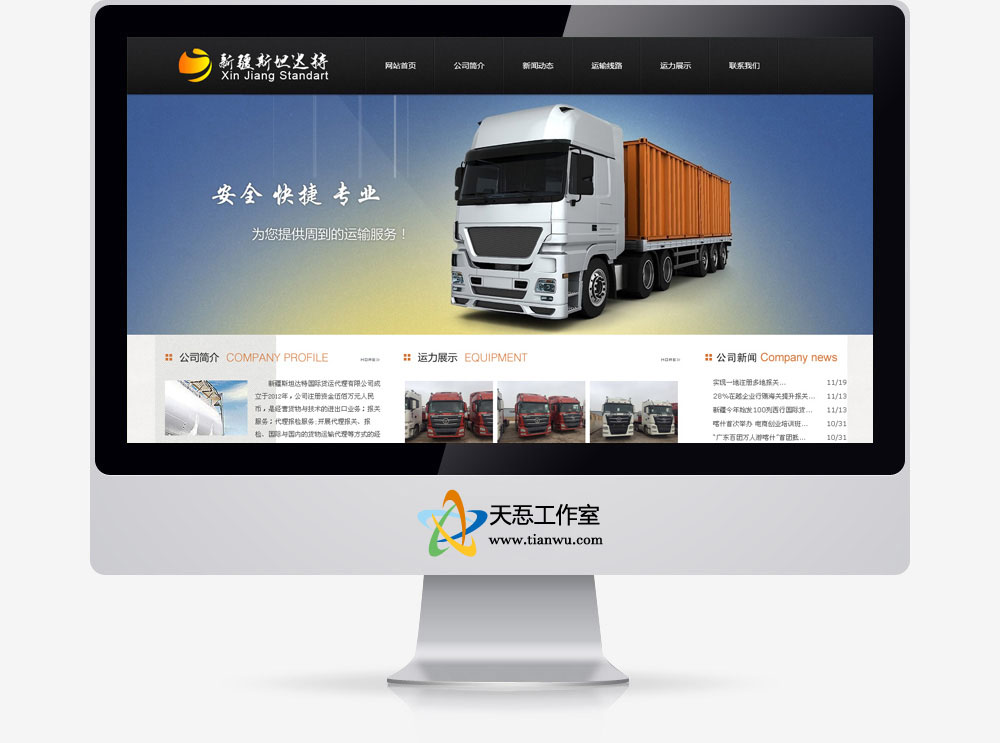 新疆斯坦达特
Xin Jiang Standart
网站首页 公司简介 新闻动态 运输线路 运力展示 联系我们
安全 快捷 专业
为您提供周到的运输服务！
公司简介 COMPANY PROFILE HOME»
运力展示 EQUIPMENT HOME»
公司新闻 Company news
新疆斯坦达特国际货运代理有限公司成
立于2012年，公司注册资金伍佰万元人民
币，是经营货物与技术的进出口业务；报关
服务；代理报检服务；开展代理报关、报
检、国际与国内的货物运输代理等方式的经
实现一地注册多地报关... 11/19
28%在越企业行贿海关提升报关... 11/13
新疆今年始发100列西行国际货... 11/13
喀什首次举办 电商创业培训班... 10/31
“广东百团万人游喀什”首团抵... 10/31
天忢工作室
www.tianwu.com